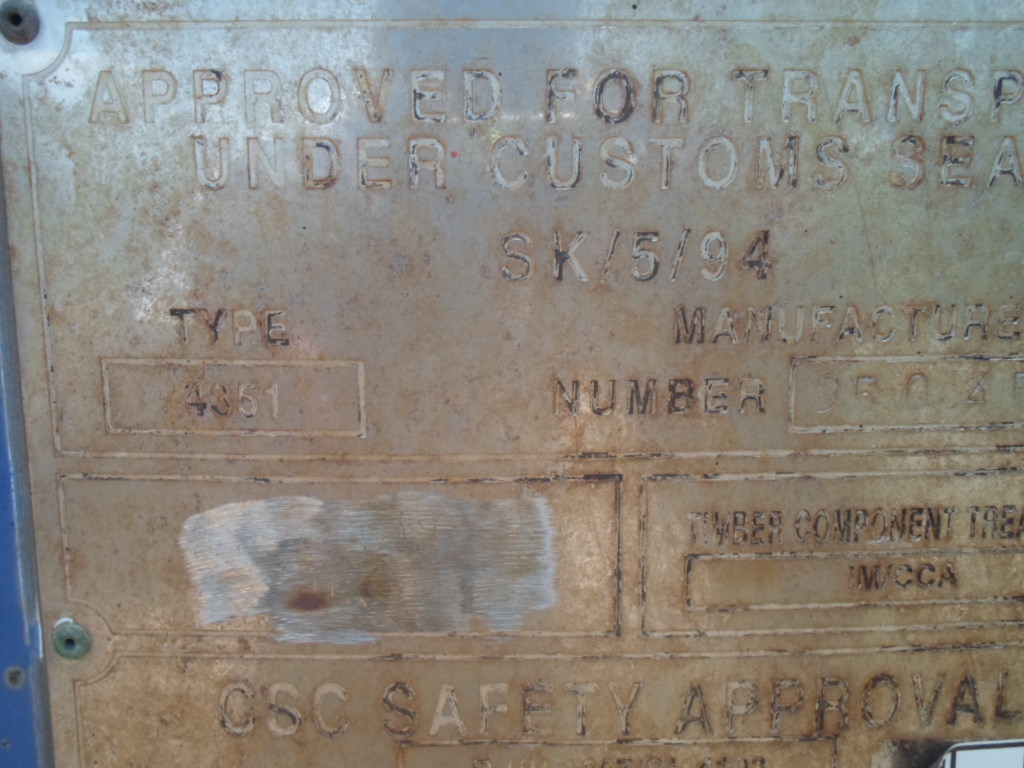 APPROVED FOR TRANSP
UNDER CUSTOMS SEA
SK/5/94
TYPE
MANUFACTURE
4351
NUMBER
TIMBER COMPONENT TREA
IM/CCA
CSC SAFETY APPROVAL